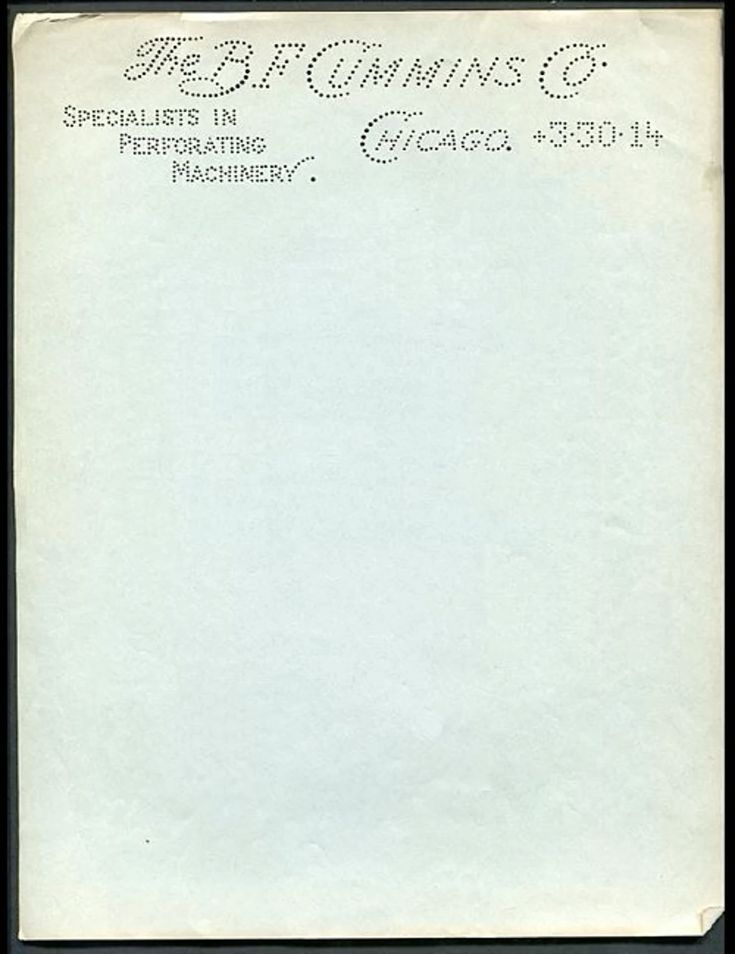 The B.F. Cummins Co.
Specialists in
Perforating
Machinery.
Chicago. +3·30·14